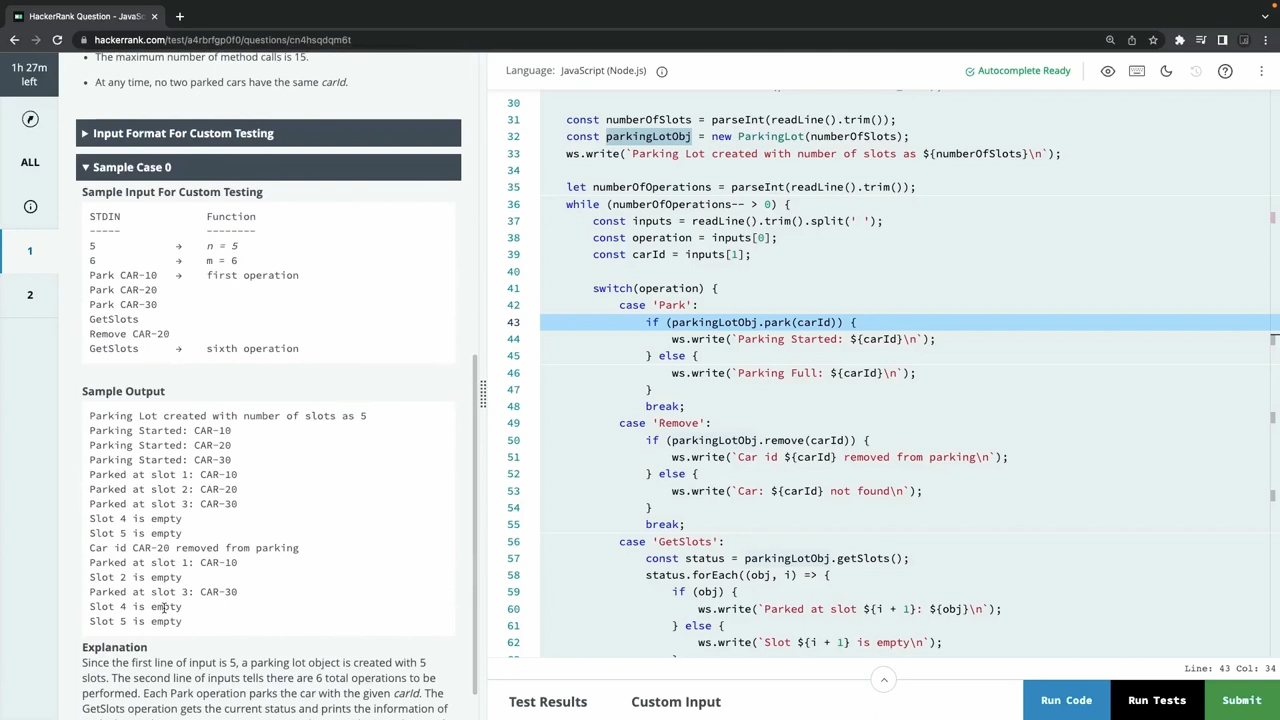 HackerRank Question - JavaSc
hackerrank.com/test/a4rbrfgp0f0/questions/cn4hsqdqm6t
1h 27m
left
ALL
1
2
The maximum number of method calls is 15.
At any time, no two parked cars have the same carId.
Input Format For Custom Testing
Sample Case 0
Sample Input For Custom Testing
STDIN Function
----- --------
5 → n = 5
6 → m = 6
Park CAR-10 → first operation
Park CAR-20
Park CAR-30
GetSlots
Remove CAR-20
GetSlots → sixth operation
Sample Output
Parking Lot created with number of slots as 5
Parking Started: CAR-10
Parking Started: CAR-20
Parking Started: CAR-30
Parked at slot 1: CAR-10
Parked at slot 2: CAR-20
Parked at slot 3: CAR-30
Slot 4 is empty
Slot 5 is empty
Car id CAR-20 removed from parking
Parked at slot 1: CAR-10
Slot 2 is empty
Parked at slot 3: CAR-30
Slot 4 is empty
Slot 5 is empty
Explanation
Since the first line of input is 5, a parking lot object is created with 5
slots. The second line of inputs tells there are 6 total operations to be
performed. Each Park operation parks the car with the given carId. The
GetSlots operation gets the current status and prints the information of
Language: JavaScript (Node.js)
Autocomplete Ready
30
31 const numberOfSlots = parseInt(readLine().trim());
32 const parkingLotObj = new ParkingLot(numberOfSlots);
33 ws.write(`Parking Lot created with number of slots as ${numberOfSlots}\n`);
34
35 let numberOfOperations = parseInt(readLine().trim());
36 while (numberOfOperations-- > 0) {
37 const inputs = readLine().trim().split(' ');
38 const operation = inputs[0];
39 const carId = inputs[1];
40
41 switch(operation) {
42 case 'Park':
43 if (parkingLotObj.park(carId)) {
44 ws.write(`Parking Started: ${carId}\n`);
45 } else {
46 ws.write(`Parking Full: ${carId}\n`);
47 }
48 break;
49 case 'Remove':
50 if (parkingLotObj.remove(carId)) {
51 ws.write(`Car id ${carId} removed from parking\n`);
52 } else {
53 ws.write(`Car: ${carId} not found\n`);
54 }
55 break;
56 case 'GetSlots':
57 const status = parkingLotObj.getSlots();
58 status.forEach((obj, i) => {
59 if (obj) {
60 ws.write(`Parked at slot ${i + 1}: ${obj}\n`);
61 } else {
62 ws.write(`Slot ${i + 1} is empty\n`);
Line: 43 Col: 34
Test Results
Custom Input
Run Code
Run Tests
Submit